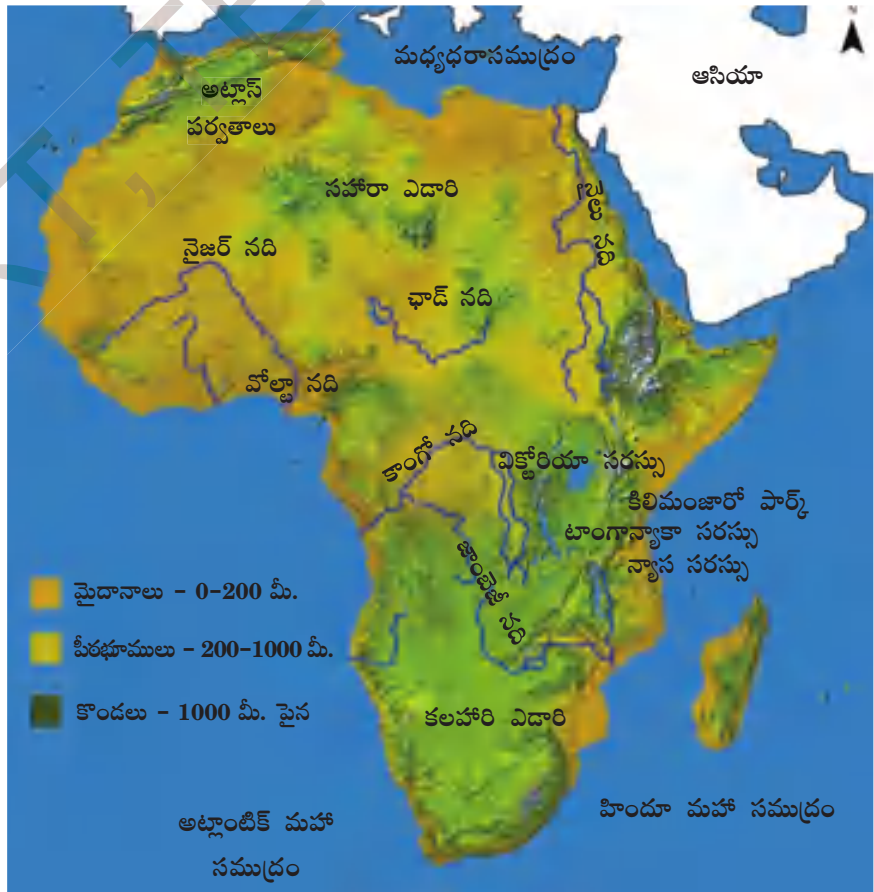 మధ్యధరాసముద్రం
ఆసియా
అట్లాస్
పర్వతాలు
సహారా ఎడారి
నైలు నది
నైజర్ నది
ఛాడ్ నది
వోల్టా నది
కాంగో నది
విక్టోరియా సరస్సు
కిలిమంజారో పార్క్
టాంగాన్యాకా సరస్సు
న్యాస సరస్సు
జాంబెజి నది
మైదానాలు - 0-200 మీ.
పీఠభూములు - 200-1000 మీ.
కొండలు - 1000 మీ. పైన
కలహారి ఎడారి
అట్లాంటిక్ మహా
సముద్రం
హిందూ మహా సముద్రం